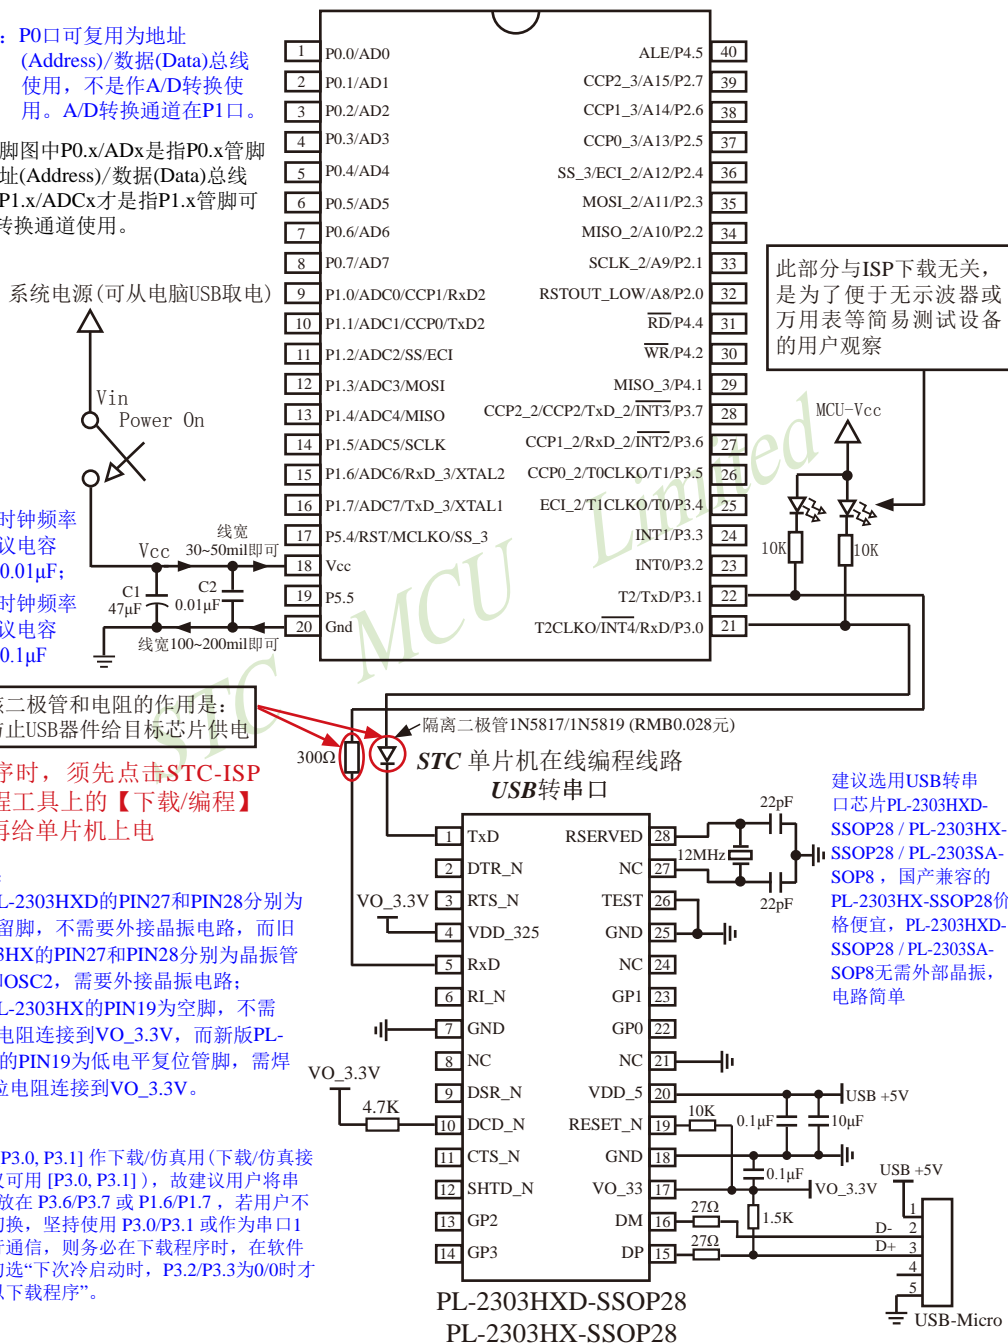 ：P0口可复用为地址
(Address)/数据(Data)总线
使用，不是作A/D转换使
用。A/D转换通道在P1口。
脚图中P0.x/ADx是指P0.x管脚
址(Address)/数据(Data)总线
P1.x/ADCx才是指P1.x管脚可
转换通道使用。
系统电源(可从电脑USB取电)
Vin
Power On
时钟频率
议电容
0.01μF；
时钟频率
议电容
0.1μF
Vcc
线宽
30~50mil即可
C1
47μF
C2
0.01μF
线宽100~200mil即可
1 P0.0/AD0
2 P0.1/AD1
3 P0.2/AD2
4 P0.3/AD3
5 P0.4/AD4
6 P0.5/AD5
7 P0.6/AD6
8 P0.7/AD7
9 P1.0/ADC0/CCP1/RxD2
10 P1.1/ADC1/CCP0/TxD2
11 P1.2/ADC2/SS/ECI
12 P1.3/ADC3/MOSI
13 P1.4/ADC4/MISO
14 P1.5/ADC5/SCLK
15 P1.6/ADC6/RxD_3/XTAL2
16 P1.7/ADC7/TxD_3/XTAL1
17 P5.4/RST/MCLKO/SS_3
18 Vcc
19 P5.5
20 Gnd
ALE/P4.5 40
CCP2_3/A15/P2.7 39
CCP1_3/A14/P2.6 38
CCP0_3/A13/P2.5 37
SS_3/ECI_2/A12/P2.4 36
MOSI_2/A11/P2.3 35
MISO_2/A10/P2.2 34
SCLK_2/A9/P2.1 33
RSTOUT_LOW/A8/P2.0 32
RD/P4.4 31
WR/P4.2 30
MISO_3/P4.1 29
CCP2_2/CCP2/TxD_2/INT3/P3.7 28
CCP1_2/RxD_2/INT2/P3.6 27
CCP0_2/T0CLKO/T1/P3.5 26
ECI_2/T1CLKO/T0/P3.4 25
INT1/P3.3 24
INT0/P3.2 23
T2/TxD/P3.1 22
T2CLKO/INT4/RxD/P3.0 21
此部分与ISP下载无关，
是为了便于无示波器或
万用表等简易测试设备
的用户观察
MCU-Vcc
10K
10K
STC MCU Limited
该二极管和电阻的作用是：
防止USB器件给目标芯片供电
300Ω
隔离二极管1N5817/1N5819 (RMB0.028元)
序时，须先点击STC-ISP
程工具上的【下载/编程】
再给单片机上电
STC 单片机在线编程线路
USB转串口
PL-2303HXD的PIN27和PIN28分别为
留脚，不需要外接晶振电路，而旧
3HX的PIN27和PIN28分别为晶振管
OSC2，需要外接晶振电路；
PL-2303HX的PIN19为空脚，不需
电阻连接到VO_3.3V，而新版PL-
的PIN19为低电平复位管脚，需焊
位电阻连接到VO_3.3V。
[P3.0, P3.1] 作下载/仿真用(下载/仿真接
仅可用 [P3.0, P3.1] )，故建议用户将串
放在 P3.6/P3.7 或 P1.6/P1.7，若用户不
切换，坚持使用 P3.0/P3.1 或作为串口1
行通信，则务必在下载程序时，在软件
勾选“下次冷启动时，P3.2/P3.3为0/0时才
以下载程序”。
VO_3.3V
VO_3.3V
4.7K
1 TxD
2 DTR_N
3 RTS_N
4 VDD_325
5 RxD
6 RI_N
7 GND
8 NC
9 DSR_N
10 DCD_N
11 CTS_N
12 SHTD_N
13 GP2
14 GP3
RSERVED 28
NC 27
TEST 26
GND 25
NC 24
GP1 23
GP0 22
NC 21
VDD_5 20
RESET_N 19
GND 18
VO_33 17
DM 16
DP 15
22pF
12MHz
22pF
建议选用USB转串
口芯片PL-2303HXD-
SSOP28 / PL-2303HX-
SSOP28 / PL-2303SA-
SOP8，国产兼容的
PL-2303HX-SSOP28价
格便宜，PL-2303HXD-
SSOP28 / PL-2303SA-
SOP8无需外部晶振，
电路简单
USB +5V
10K
0.1μF
10μF
0.1μF
VO_3.3V
27Ω
1.5K
27Ω
USB +5V
D-
D+
1
2
3
4
5
USB-Micro
PL-2303HXD-SSOP28
PL-2303HX-SSOP28